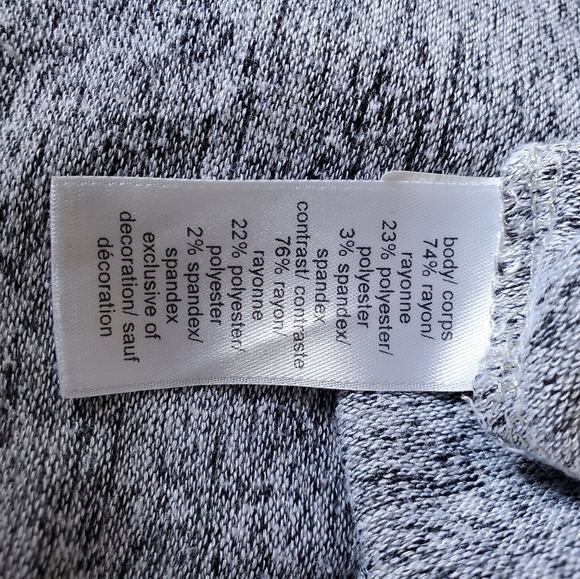 body/ corps
74% rayon/
rayonne
23% polyester/
polyester
3% spandex/
spandex
contrast/ contraste
76% rayon/
rayonne
22% polyester/
polyester
2% spandex/
spandex
exclusive of
decoration/ sauf
décoration